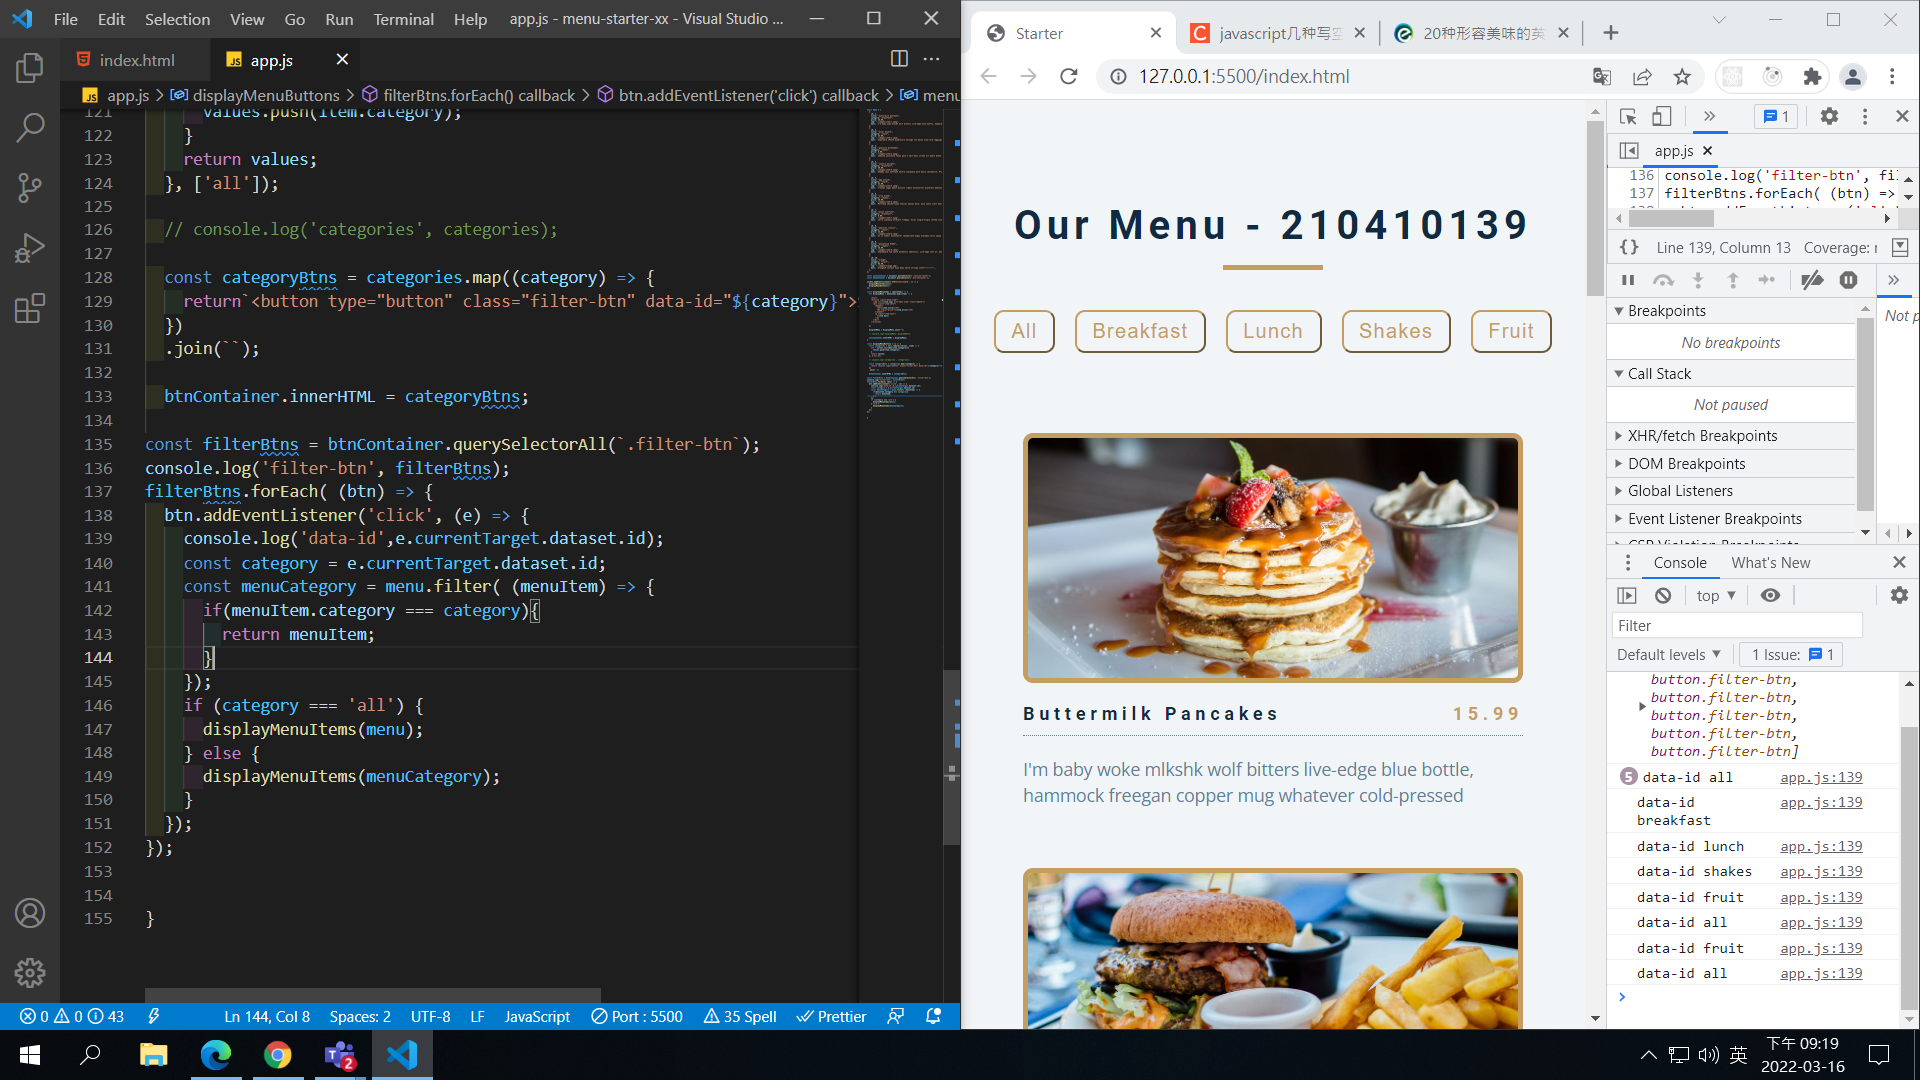 File Edit Selection View Go Run Terminal Help app.js - menu-starter-xx - Visual Studio ...
index.html
app.js
app.js > displayMenuButtons > filterBtns.forEach() callback > btn.addEventListener('click') callback > menu
121 values.push(item.category);
122 }
123 return values;
124 }, ['all']);
125
126 // console.log('categories', categories);
127
128 const categoryBtns = categories.map((category) => {
129 return`<button type="button" class="filter-btn" data-id="${category}">
130 })
131 .join(``);
132
133 btnContainer.innerHTML = categoryBtns;
134
135 const filterBtns = btnContainer.querySelectorAll(`.filter-btn`);
136 console.log('filter-btn', filterBtns);
137 filterBtns.forEach( (btn) => {
138 btn.addEventListener('click', (e) => {
139 console.log('data-id',e.currentTarget.dataset.id);
140 const category = e.currentTarget.dataset.id;
141 const menuCategory = menu.filter( (menuItem) => {
142 if(menuItem.category === category){
143 return menuItem;
144 }
145 });
146 if (category === 'all') {
147 displayMenuItems(menu);
148 } else {
149 displayMenuItems(menuCategory);
150 }
151 });
152 });
153
154
155 }
0 0 43 Ln 144, Col 8 Spaces: 2 UTF-8 LF JavaScript Port : 5500 35 Spell Prettier
Starter
javascript几种写空
20种形容美味的英
127.0.0.1:5500/index.html
Our Menu - 210410139
All Breakfast Lunch Shakes Fruit
Buttermilk Pancakes 15.99
I'm baby woke mlkshk wolf bitters live-edge blue bottle,
hammock freegan copper mug whatever cold-pressed
1
app.js
136 console.log('filter-btn', fil
137 filterBtns.forEach( (btn) =>
Line 139, Column 13 Coverage:
Breakpoints
No breakpoints
Not p
Call Stack
Not paused
XHR/fetch Breakpoints
DOM Breakpoints
Global Listeners
Event Listener Breakpoints
CSP Violation Breakpoints
Console What's New
top
Filter
Default levels 1 Issue: 1
button.filter-btn,
button.filter-btn,
button.filter-btn,
button.filter-btn,
button.filter-btn]
5 data-id all app.js:139
data-id breakfast app.js:139
data-id lunch app.js:139
data-id shakes app.js:139
data-id fruit app.js:139
data-id all app.js:139
data-id fruit app.js:139
data-id all app.js:139
2
英
下午 09:19
2022-03-16